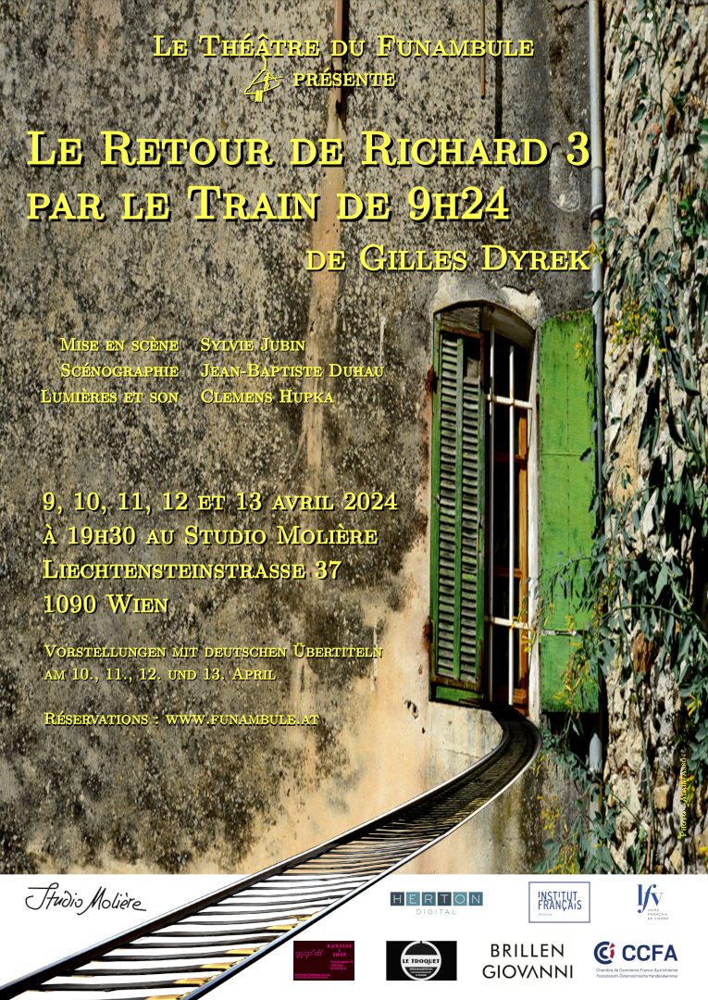 Le Théâtre du Funambule
présente
Le Retour de Richard 3
par le Train de 9h24
de Gilles Dyrek
Mise en scène Sylvie Jubin
Scénographie Jean-Baptiste Duhau
Lumières et son Clemens Hupka
9, 10, 11, 12 et 13 avril 2024
à 19h30 au Studio Molière
Liechtensteinstrasse 37
1090 Wien
Vorstellungen mit deutschen Übertiteln
am 10., 11., 12. und 13. April
Réservations : www.funambule.at
Studio Molière
HERTON
DIGITAL
INSTITUT
FRANÇAIS
lfv
LYCÉE
FRANÇAIS
DE VIENNE
LE TROQUET
BRILLEN
GIOVANNI
CCFA
Chambre de Commerce Franco-Autrichienne
Französisch-Österreichische Handelskammer